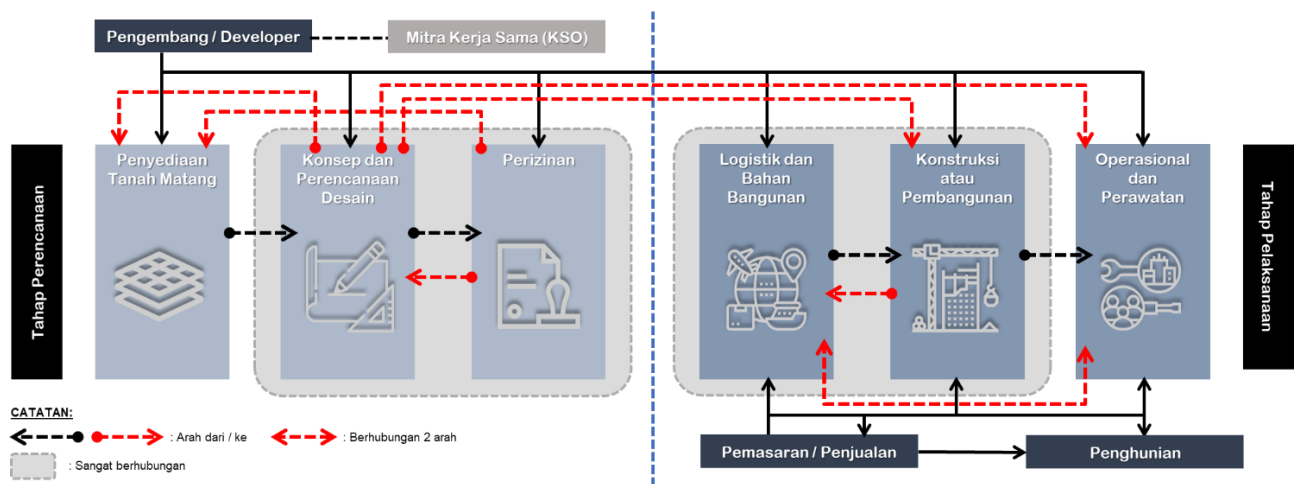 Pengembang / Developer
Mitra Kerja Sama (KSO)
Tahap Perencanaan
Penyediaan
Tanah Matang
Konsep dan
Perencanaan
Desain
Perizinan
Logistik dan
Bahan
Bangunan
Konstruksi
atau
Pembangunan
Operasional
dan
Perawatan
Tahap Pelaksanaan
CATATAN:
: Arah dari / ke
: Berhubungan 2 arah
: Sangat berhubungan
Pemasaran / Penjualan
Penghunian